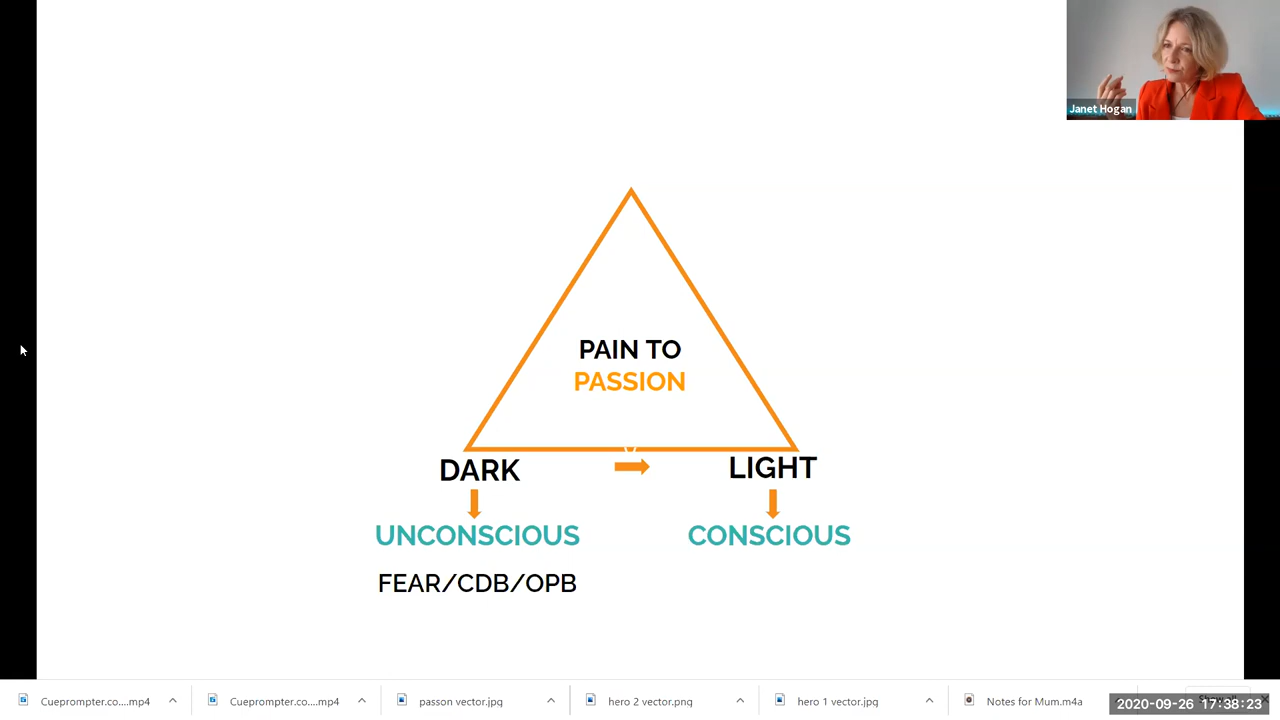 Janet Hogan
PAIN TO
PASSION
DARK
LIGHT
UNCONSCIOUS
CONSCIOUS
FEAR/CDB/OPB
Cueprompter.co....mp4
Cueprompter.co....mp4
passon vector.jpg
hero 2 vector.png
hero 1 vector.jpg
Notes for Mum.m4a
Show all
2020-09-26 17:38:23